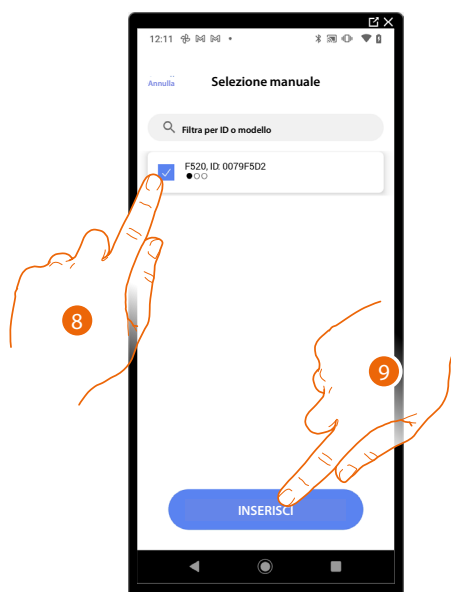 12:11
Annulla
Selezione manuale
Filtra per ID o modello
F520, ID: 0079F5D2
8
9
INSERISCI